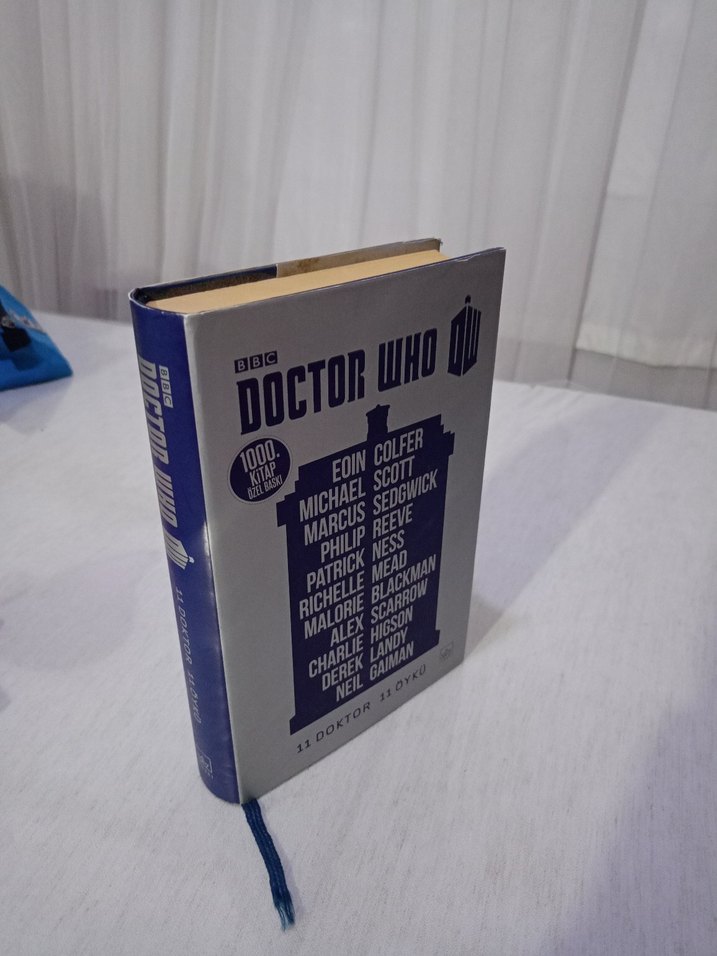 BBC
DOCTOR WHO DW
1000.
KİTAP
ÖZEL BASKI
EOIN COLFER
MICHAEL SCOTT
MARCUS SEDGWICK
PHILIP REEVE
PATRICK NESS
RICHELLE MEAD
MALORIE BLACKMAN
ALEX SCARROW
CHARLIE HIGSON
DEREK LANDY
NEIL GAIMAN
11 DOKTOR 11 ÖYKÜ
BBC
DOCTOR WHO DW
11 DOKTOR 11 ÖYKÜ